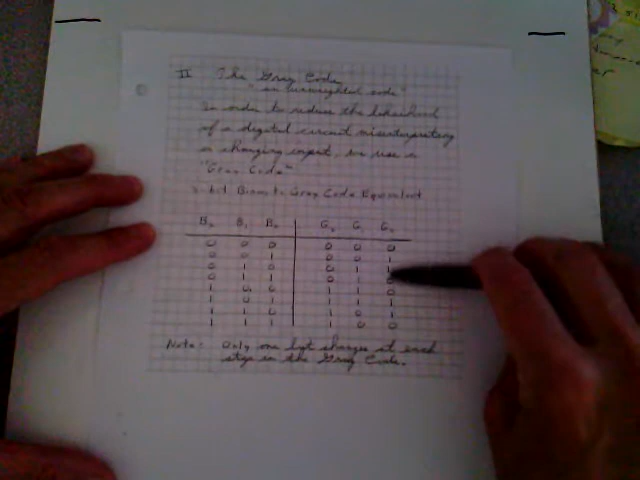 II The Gray Code
"an unweighted code"
In order to reduce the likelihood
of a digital circuit misinterpreting
a changing input, we use a
"Gray Code"
3 bit Binary to Gray Code Equivalent
B₂ B₁ B₀ G₂ G₁ G₀
0 0 0 0 0 0
0 0 1 0 0 1
0 1 0 0 1 1
0 1 1 0 1 0
1 0 0 1 1 0
1 0 1 1 1 1
1 1 0 1 0 1
1 1 1 1 0 0
Note: Only one bit changes at each
step in the Gray Code.